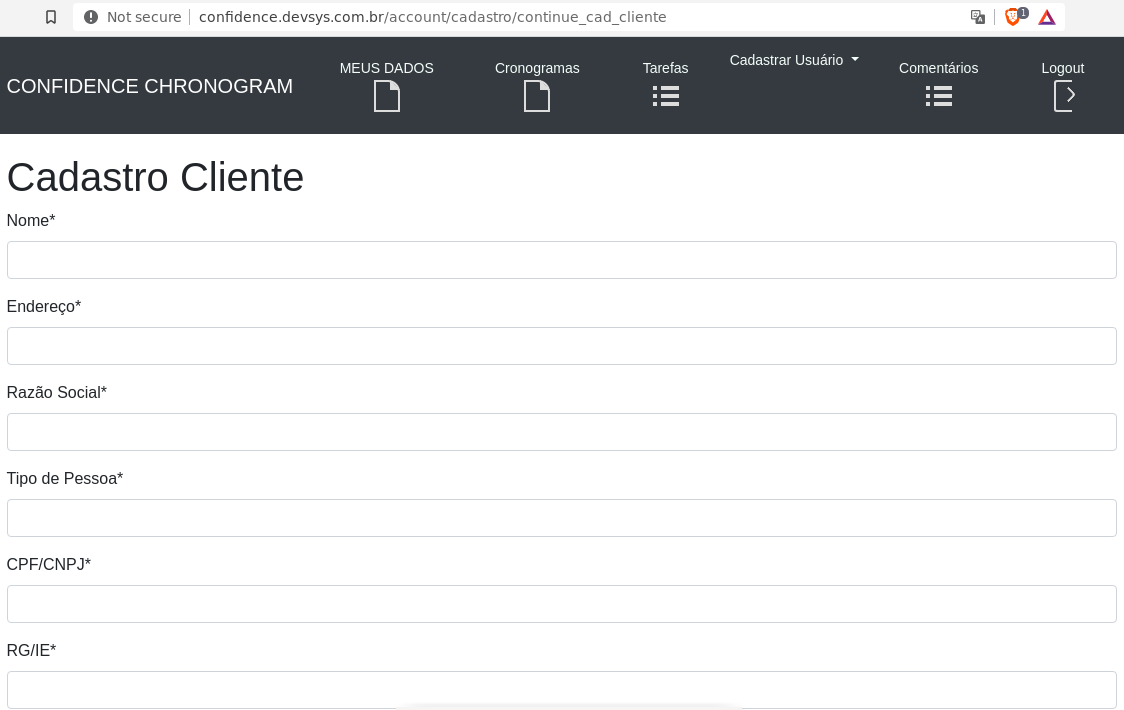 Not secure
confidence.devsys.com.br/account/cadastro/continue_cad_cliente
1
CONFIDENCE CHRONOGRAM
MEUS DADOS
Cronogramas
Tarefas
Cadastrar Usuário
Comentários
Logout
Cadastro Cliente
Nome*
Endereço*
Razão Social*
Tipo de Pessoa*
CPF/CNPJ*
RG/IE*